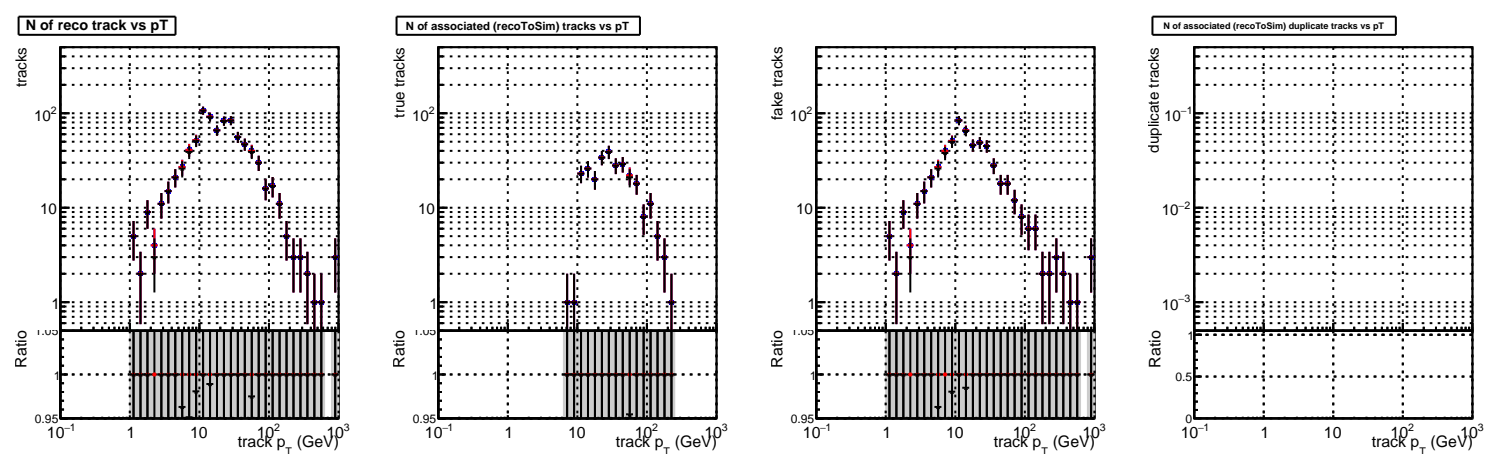 N of reco track vs pT
tracks
10²
10
1
1.05
Ratio
1
0.95
10⁻¹ 1 10 10² 10³
track p_T (GeV)
N of associated (recoToSim) tracks vs pT
true tracks
10²
10
1
1.05
Ratio
1
0.95
10⁻¹ 1 10 10² 10³
track p_T (GeV)
fake tracks
10²
10
1
1.05
Ratio
1
0.95
10⁻¹ 1 10 10² 10³
track p_T (GeV)
N of associated (recoToSim) duplicate tracks vs pT
duplicate tracks
10⁻¹
10⁻²
10⁻³
Ratio
1
0.5
0
10⁻¹ 1 10 10² 10³
track p_T (GeV)